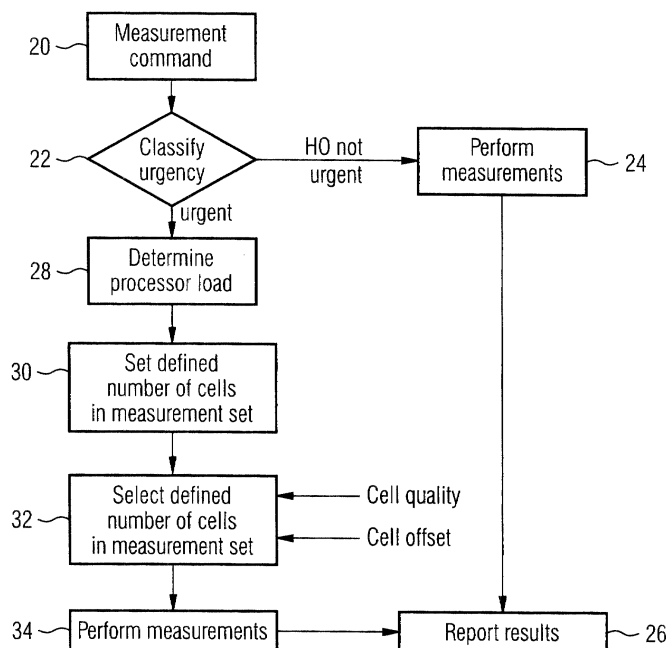 20
Measurement
command
22
Classify
urgency
HO not
urgent
Perform
measurements
24
urgent
28
Determine
processor load
30
Set defined
number of cells
in measurement set
32
Select defined
number of cells
in measurement set
Cell quality
Cell offset
34
Perform measurements
Report results
26